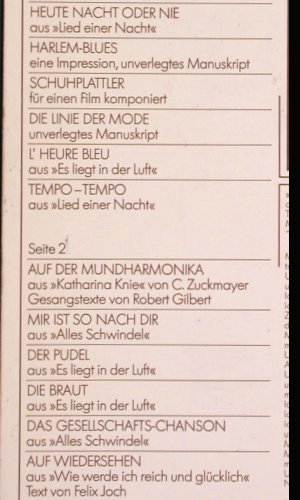 HEUTE NACHT ODER NIE
aus »Lied einer Nacht«
HARLEM-BLUES
eine Impression, unverlegtes Manuskript
SCHUHPLATTLER
für einen Film komponiert
DIE LINIE DER MODE
unverlegtes Manuskript
L' HEURE BLEU
aus »Es liegt in der Luft«
TEMPO–TEMPO
aus »Lied einer Nacht«
Seite 2
AUF DER MUNDHARMONIKA
aus »Katharina Knie« von C. Zuckmayer
Gesangstexte von Robert Gilbert
MIR IST SO NACH DIR
aus »Alles Schwindel«
DER PUDEL
aus »Es liegt in der Luft«
DIE BRAUT
aus »Es liegt in der Luft«
DAS GESELLSCHAFTS-CHANSON
aus »Alles Schwindel«
AUF WIEDERSEHEN
aus »Wie werde ich reich und glücklich«
Text von Felix Joch